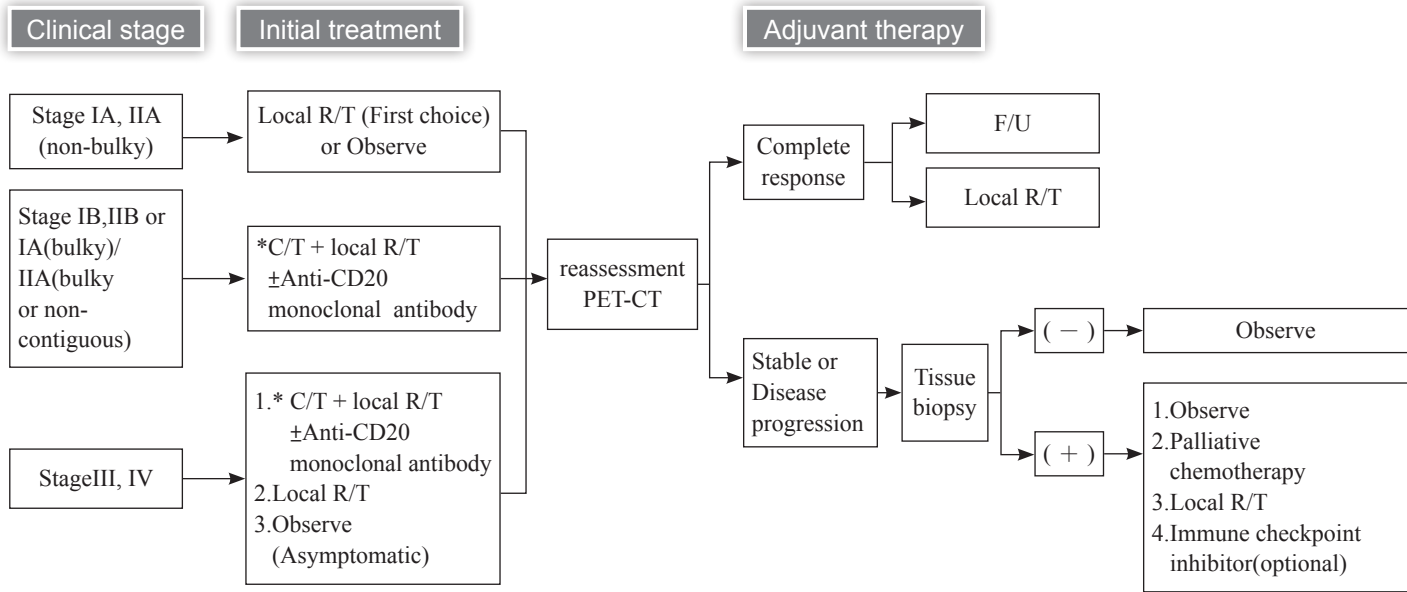 Clinical stage
Initial treatment
Adjuvant therapy
Stage IA, IIA
(non-bulky)
Local R/T (First choice)
or Observe
Stage IB,IIB or
IA(bulky)/
IIA(bulky
or non-
contiguous)
*C/T + local R/T
±Anti-CD20
monoclonal antibody
StageIII, IV
1.* C/T + local R/T
±Anti-CD20
monoclonal antibody
2.Local R/T
3.Observe
(Asymptomatic)
reassessment
PET-CT
Complete
response
F/U
Local R/T
Stable or
Disease
progression
Tissue
biopsy
( − )
Observe
( + )
1.Observe
2.Palliative
chemotherapy
3.Local R/T
4.Immune checkpoint
inhibitor(optional)